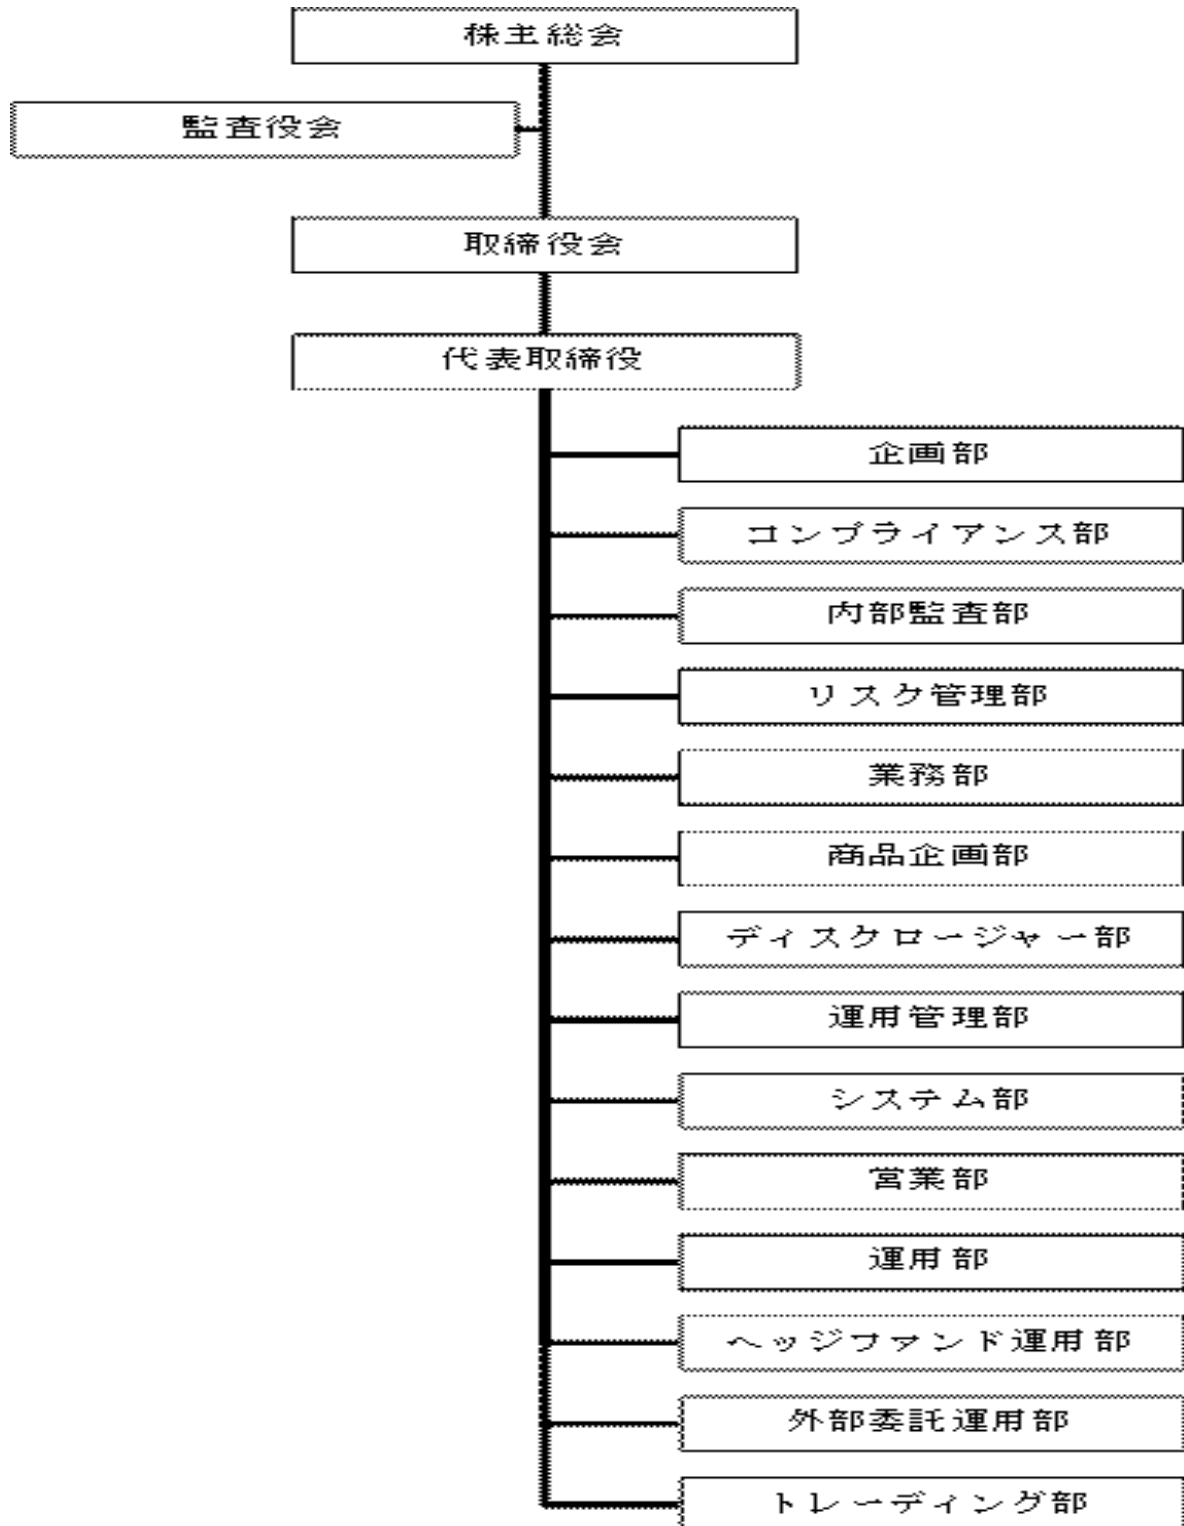 株主総会
監査役会
取締役会
代表取締役
企画部
コンプライアンス部
内部監査部
リスク管理部
業務部
商品企画部
ディスクロージャー部
運用管理部
システム部
営業部
運用部
ヘッジファンド運用部
外部委託運用部
トレーディング部